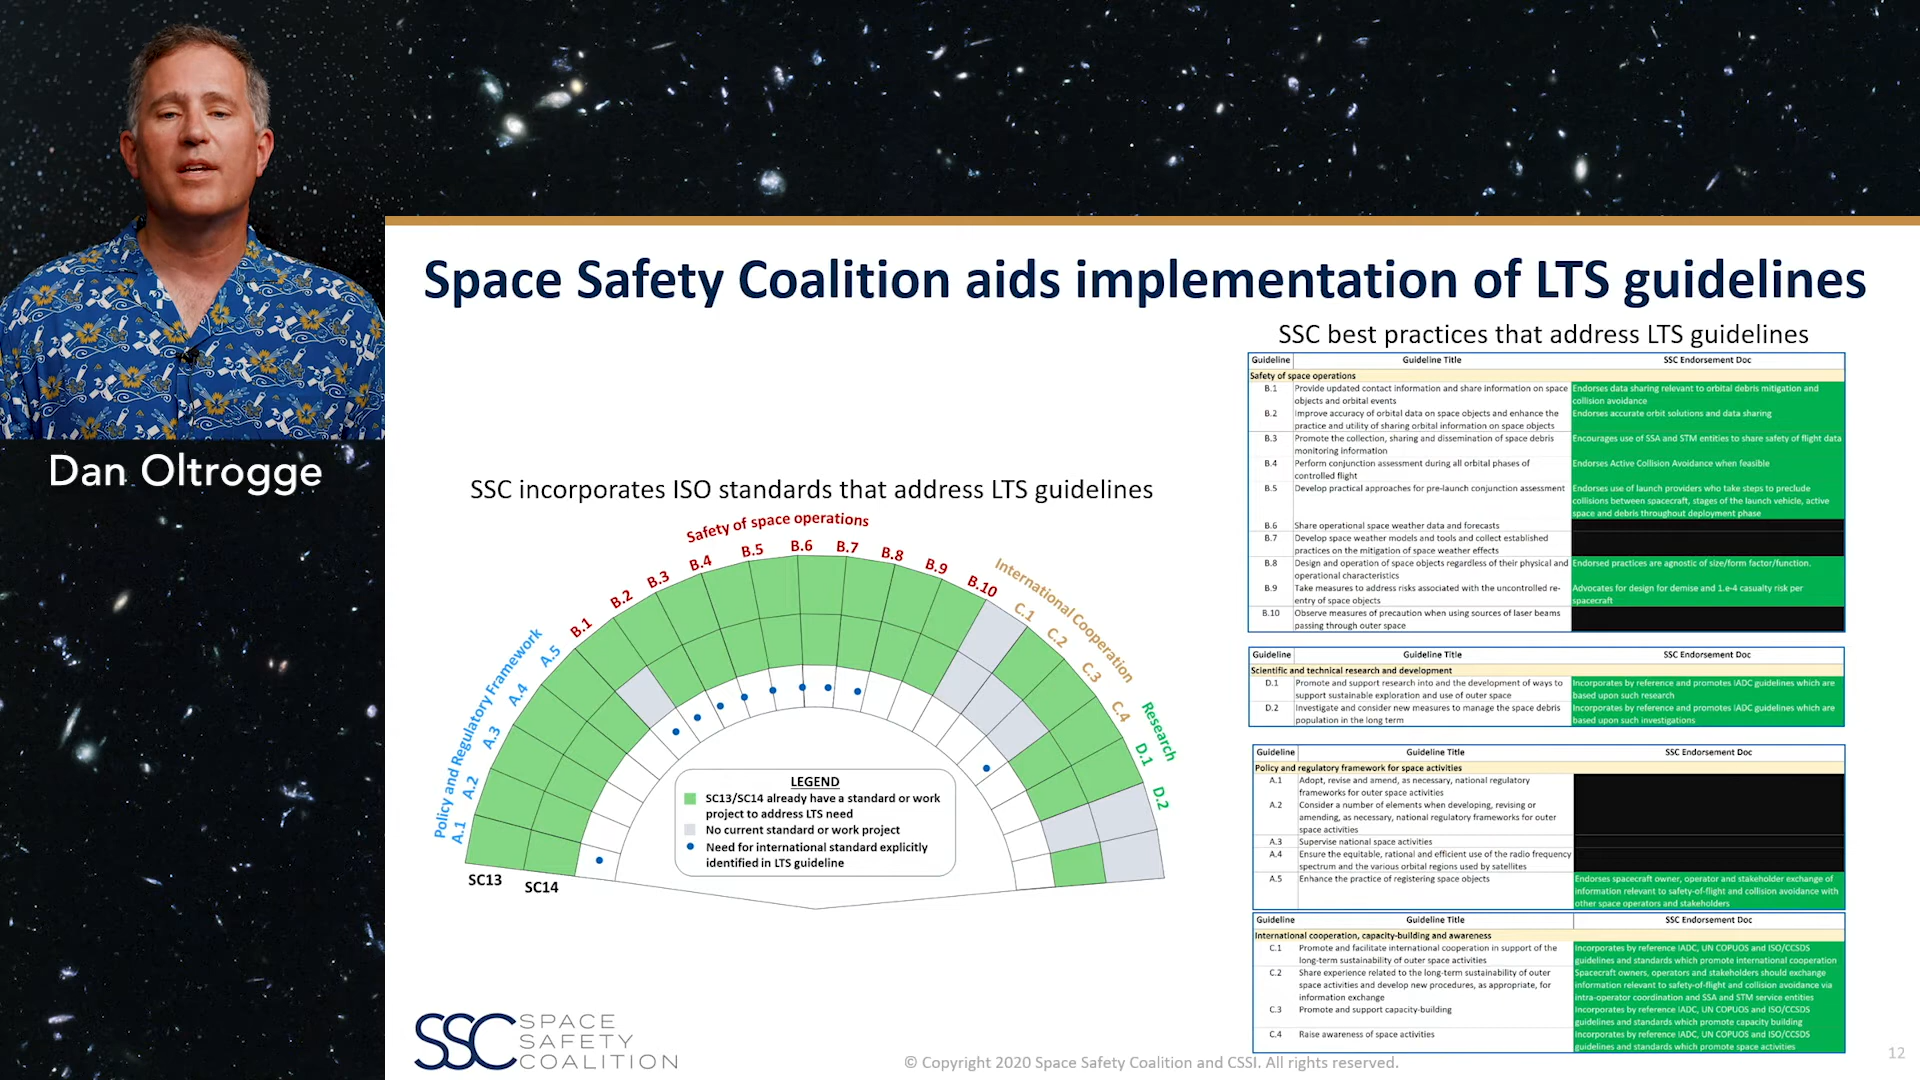 Dan Oltrogge
Space Safety Coalition aids implementation of LTS guidelines
SSC incorporates ISO standards that address LTS guidelines
Policy and Regulatory Framework
A.1
A.2
A.3
A.4
A.5
Safety of space operations
B.1
B.2
B.3
B.4
B.5
B.6
B.7
B.8
B.9
B.10
International Cooperation
C.1
C.2
C.3
C.4
Research
D.1
D.2
SC13
SC14
LEGEND
SC13/SC14 already have a standard or work
project to address LTS need
No current standard or work project
Need for international standard explicitly
identified in LTS guideline
SSC best practices that address LTS guidelines
Guideline Guideline Title SSC Endorsement Doc
Safety of space operations
B.1 Provide updated contact information and share information on space Endorses data sharing relevant to orbital debris mitigation and
objects and orbital events collision avoidance
B.2 Improve accuracy of orbital data on space objects and enhance the Endorses accurate orbit solutions and data sharing
practice and utility of sharing orbital information on space objects
B.3 Promote the collection, sharing and dissemination of space debris Encourages use of SSA and STM entities to share safety of flight data
monitoring information
B.4 Perform conjunction assessment during all orbital phases of Endorses Active Collision Avoidance when feasible
controlled flight
B.5 Develop practical approaches for pre-launch conjunction assessment Endorses use of launch providers who take steps to preclude
collisions between spacecraft, stages of the launch vehicle, active
space and debris throughout deployment phase
B.6 Share operational space weather data and forecasts
B.7 Develop space weather models and tools and collect established
practices on the mitigation of space weather effects
B.8 Design and operation of space objects regardless of their physical and Endorsed practices are agnostic of size/form factor/function.
operational characteristics
B.9 Take measures to address risks associated with the uncontrolled re- Advocates for design for demise and 1.e-4 casualty risk per
entry of space objects spacecraft
B.10 Observe measures of precaution when using sources of laser beams
passing through outer space
Guideline Guideline Title SSC Endorsement Doc
Scientific and technical research and development
D.1 Promote and support research into and the development of ways to Incorporates by reference and promotes IADC guidelines which are
support sustainable exploration and use of outer space based upon such research
D.2 Investigate and consider new measures to manage the space debris Incorporates by reference and promotes IADC guidelines which are
population in the long term based upon such investigations
Guideline Guideline Title SSC Endorsement Doc
Policy and regulatory framework for space activities
A.1 Adopt, revise and amend, as necessary, national regulatory
frameworks for outer space activities
A.2 Consider a number of elements when developing, revising or
amending, as necessary, national regulatory frameworks for outer
space activities
A.3 Supervise national space activities
A.4 Ensure the equitable, rational and efficient use of the radio frequency
spectrum and the various orbital regions used by satellites
A.5 Enhance the practice of registering space objects Endorses spacecraft owner, operator and stakeholder exchange of
information relevant to safety-of-flight and collision avoidance with
other space operators and stakeholders
Guideline Guideline Title SSC Endorsement Doc
International cooperation, capacity-building and awareness
C.1 Promote and facilitate international cooperation in support of the Incorporates by reference IADC, UN COPUOS and ISO/CCSDS
long-term sustainability of outer space activities guidelines and standards which promote international cooperation
C.2 Share experience related to the long-term sustainability of outer Spacecraft owners, operators and stakeholders should exchange
space activities and develop new procedures, as appropriate, for information relevant to safety-of-flight and collision avoidance via
information exchange intra-operator coordination and SSA and STM service entities
C.3 Promote and support capacity-building Incorporates by reference IADC, UN COPUOS and ISO/CCSDS
guidelines and standards which promote capacity building
C.4 Raise awareness of space activities Incorporates by reference IADC, UN COPUOS and ISO/CCSDS
guidelines and standards which promote space activities
SSC SPACE
SAFETY
COALITION
© Copyright 2020 Space Safety Coalition and CSSI. All rights reserved.
12